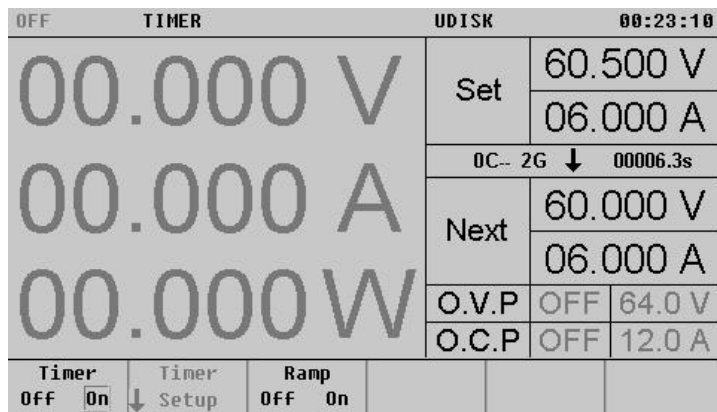 OFF TIMER UDISK 00:23:10
00.000 V
00.000 A
00.000 W
Set
60.500 V
06.000 A
0C-- 2G ↓ 00006.3s
Next
60.000 V
06.000 A
O.V.P OFF 64.0 V
O.C.P OFF 12.0 A
Timer
Off On
Timer
↓ Setup
Ramp
Off On